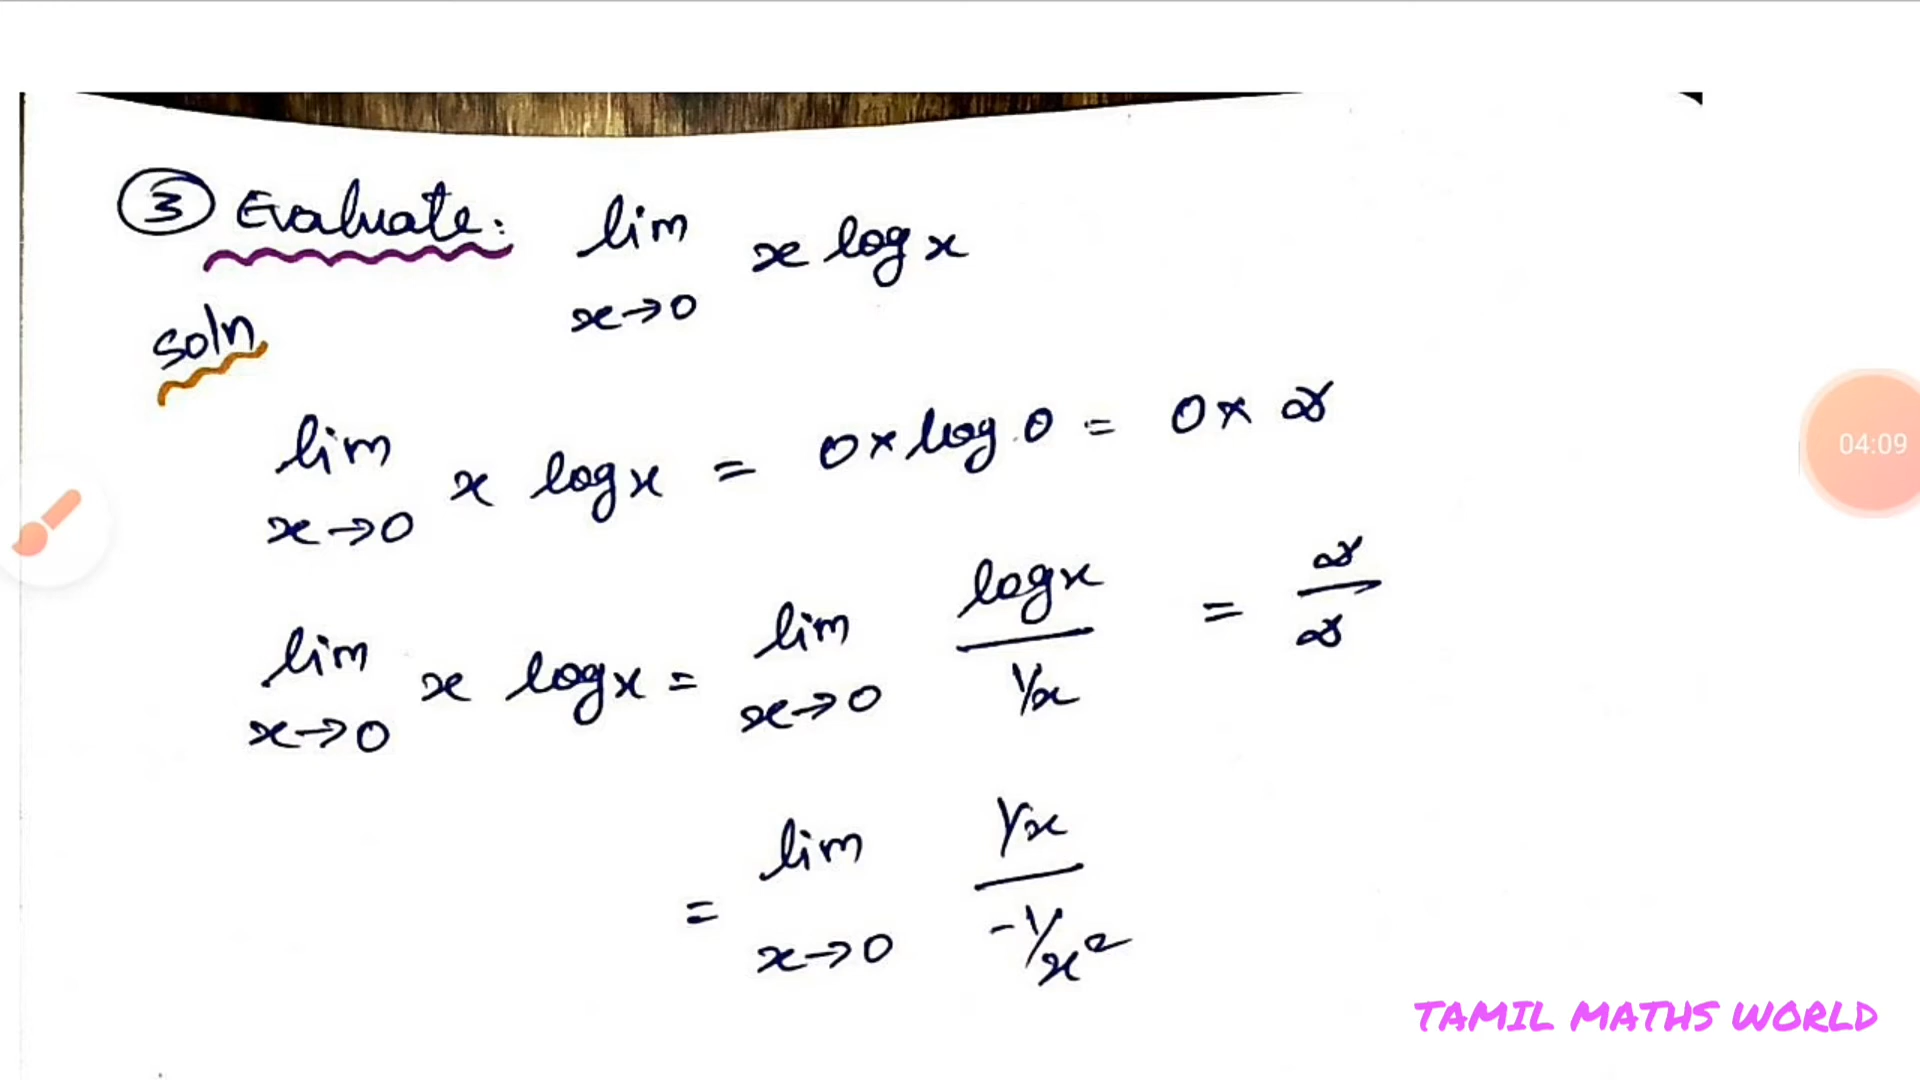 3 Evaluate: lim x→0 x log x
soln
lim x→0 x log x = 0 × log 0 = 0 × ∞
lim x→0 x log x = lim x→0 log x / 1/x = ∞/∞
= lim x→0 1/x / -1/x²
04:09
TAMIL MATHS WORLD